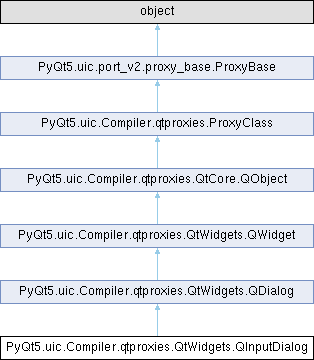 object
PyQt5.uic.port_v2.proxy_base.ProxyBase
PyQt5.uic.Compiler.qtproxies.ProxyClass
PyQt5.uic.Compiler.qtproxies.QtCore.QObject
PyQt5.uic.Compiler.qtproxies.QtWidgets.QWidget
PyQt5.uic.Compiler.qtproxies.QtWidgets.QDialog
PyQt5.uic.Compiler.qtproxies.QtWidgets.QInputDialog